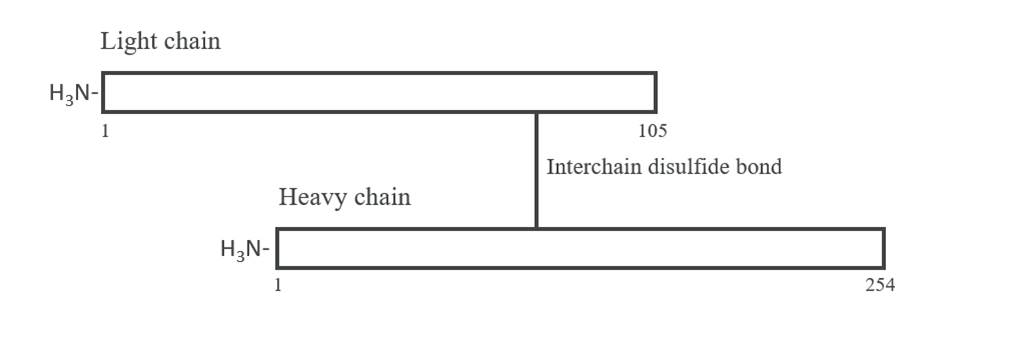 Light chain
H₃N-
1 105
Interchain disulfide bond
Heavy chain
H₃N-
1 254